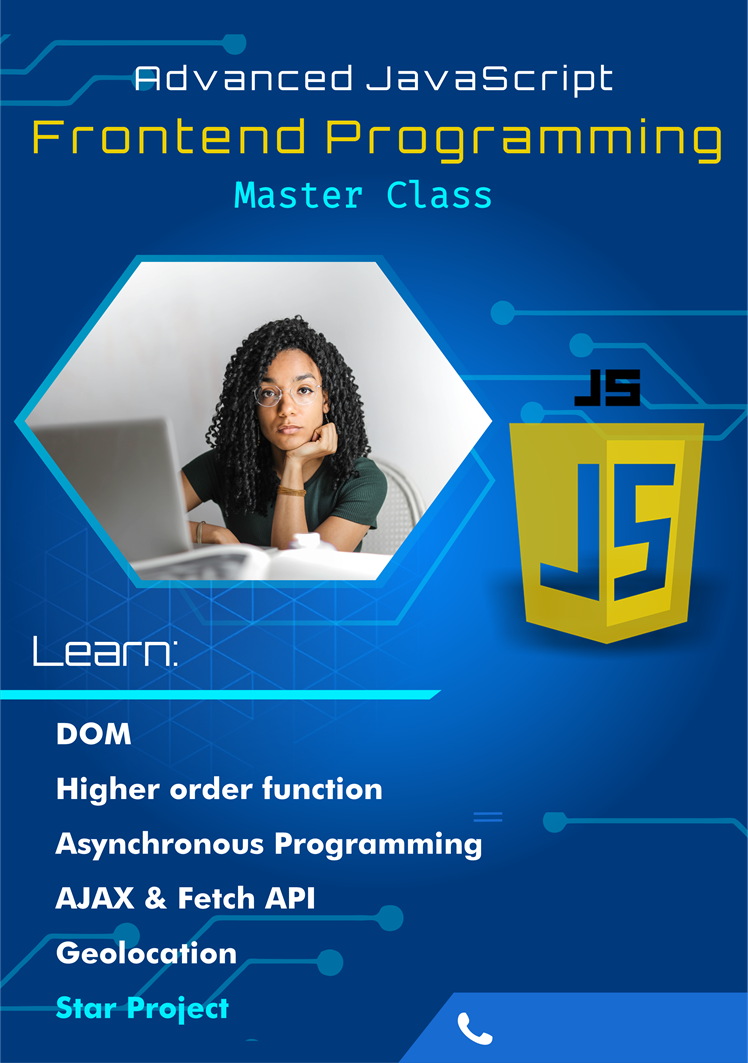 Advanced JavaScript
Frontend Programming
Master Class
JS
JS
Learn:
DOM
Higher order function
Asynchronous Programming
AJAX & Fetch API
Geolocation
Star Project